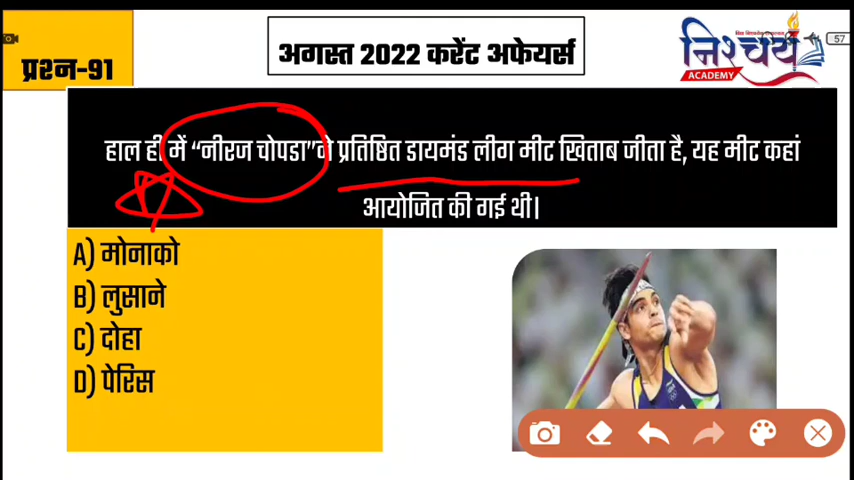 प्रश्न-91
अगस्त 2022 करेंट अफेयर्स
निश्चय
ACADEMY
57
हाल ही में “नीरज चोपडा”ने प्रतिष्ठित डायमंड लीग मीट खिताब जीता है, यह मीट कहां
आयोजित की गई थी।
A) मोनाको
B) लुसाने
C) दोहा
D) पेरिस